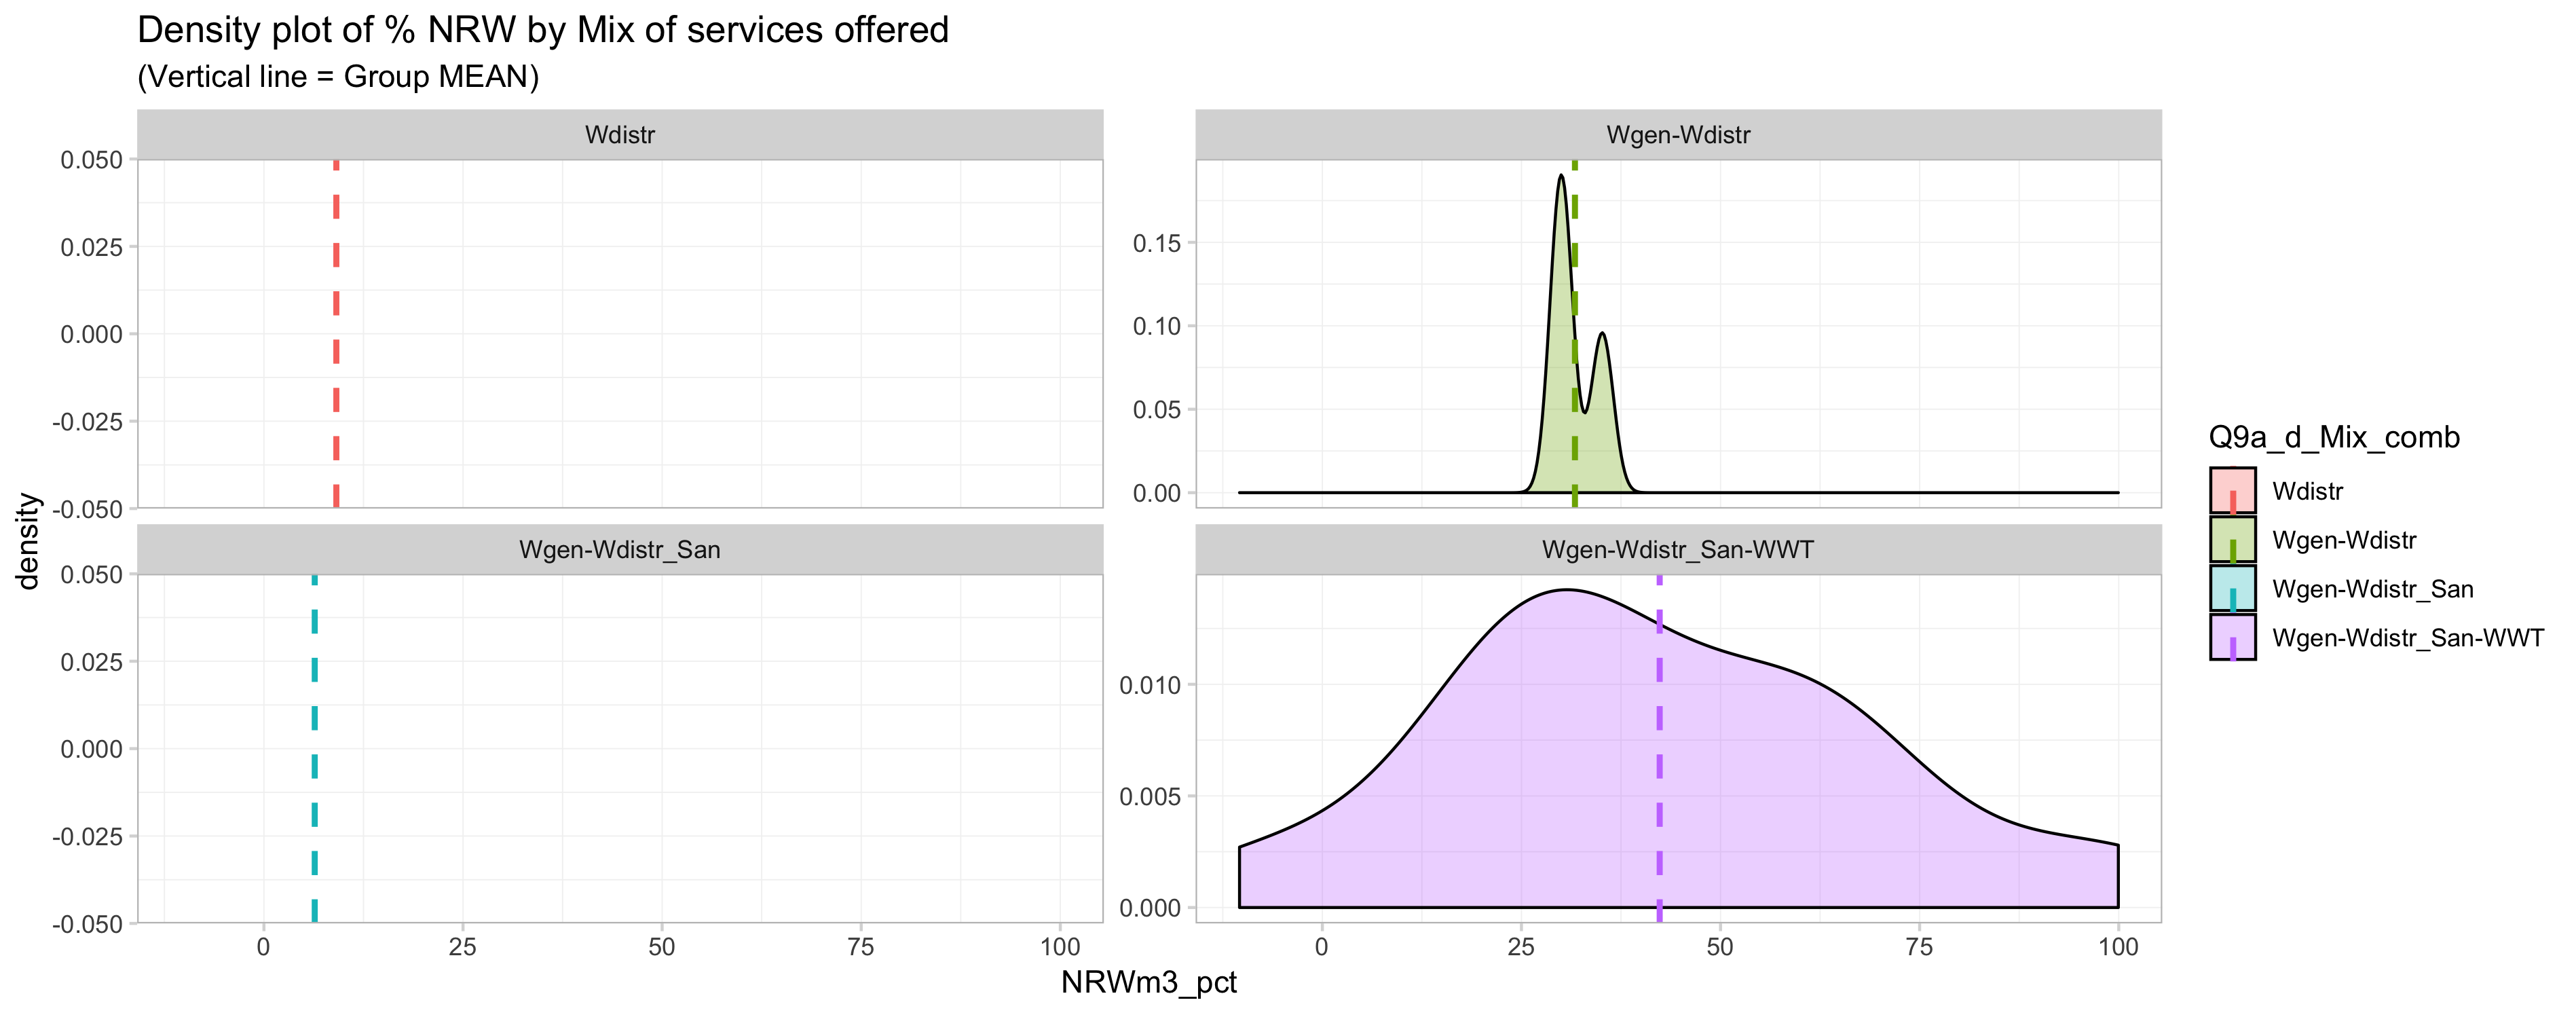 Density plot of % NRW by Mix of services offered
(Vertical line = Group MEAN)
Wdistr
0.050
0.025
0.000
-0.025
-0.050
Wgen-Wdistr
0.15
0.10
0.05
0.00
Wgen-Wdistr_San
0.050
0.025
0.000
-0.025
-0.050
0 25 50 75 100
Wgen-Wdistr_San-WWT
0.010
0.005
0.000
0 25 50 75 100
density
NRWm3_pct
Q9a_d_Mix_comb
Wdistr
Wgen-Wdistr
Wgen-Wdistr_San
Wgen-Wdistr_San-WWT